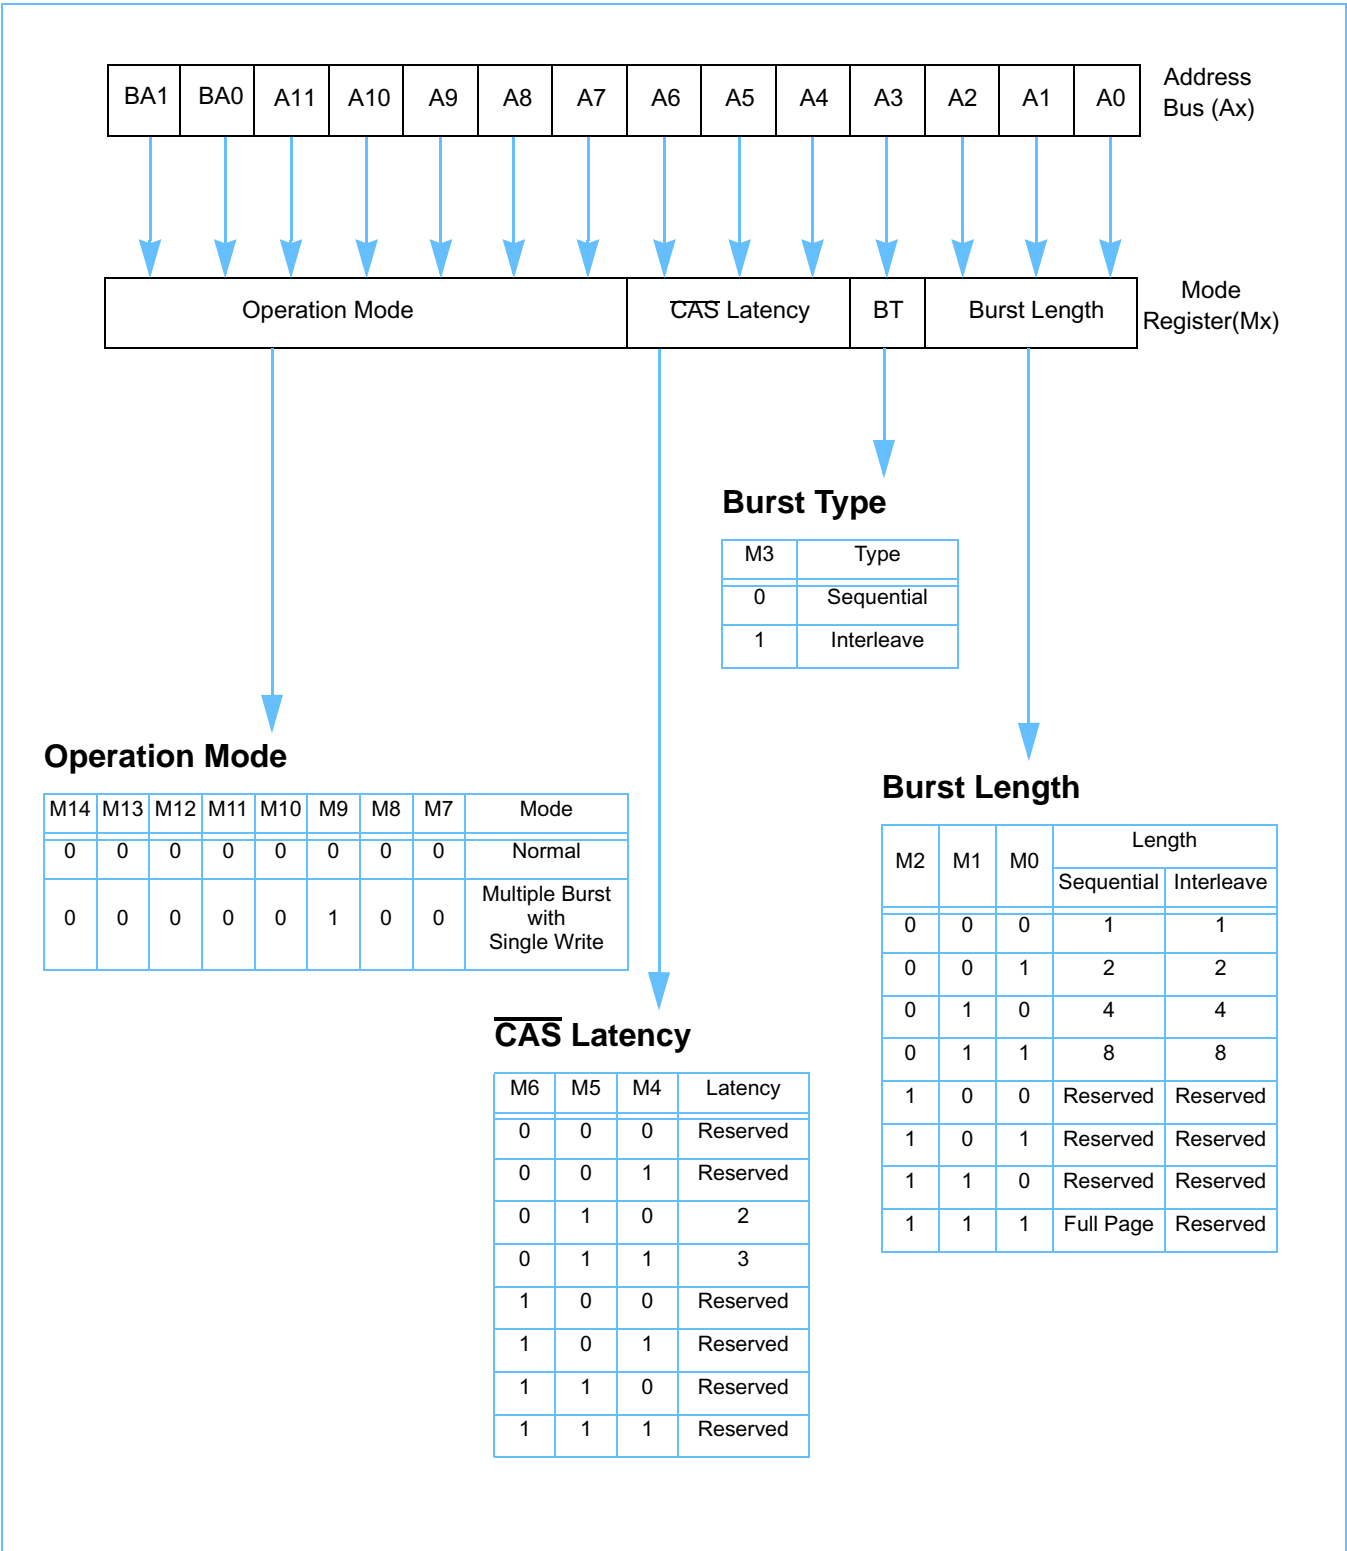 BA1 BA0 A11 A10 A9 A8 A7 A6 A5 A4 A3 A2 A1 A0
Address
Bus (Ax)
Operation Mode CAS Latency BT Burst Length
Mode
Register(Mx)
Burst Type
M3 Type
0 Sequential
1 Interleave
Operation Mode
M14 M13 M12 M11 M10 M9 M8 M7 Mode
0 0 0 0 0 0 0 0 Normal
0 0 0 0 0 1 0 0 Multiple Burst
with
Single Write
Burst Length
M2 M1 M0 Length
Sequential Interleave
0 0 0 1 1
0 0 1 2 2
0 1 0 4 4
0 1 1 8 8
1 0 0 Reserved Reserved
1 0 1 Reserved Reserved
1 1 0 Reserved Reserved
1 1 1 Full Page Reserved
CAS Latency
M6 M5 M4 Latency
0 0 0 Reserved
0 0 1 Reserved
0 1 0 2
0 1 1 3
1 0 0 Reserved
1 0 1 Reserved
1 1 0 Reserved
1 1 1 Reserved